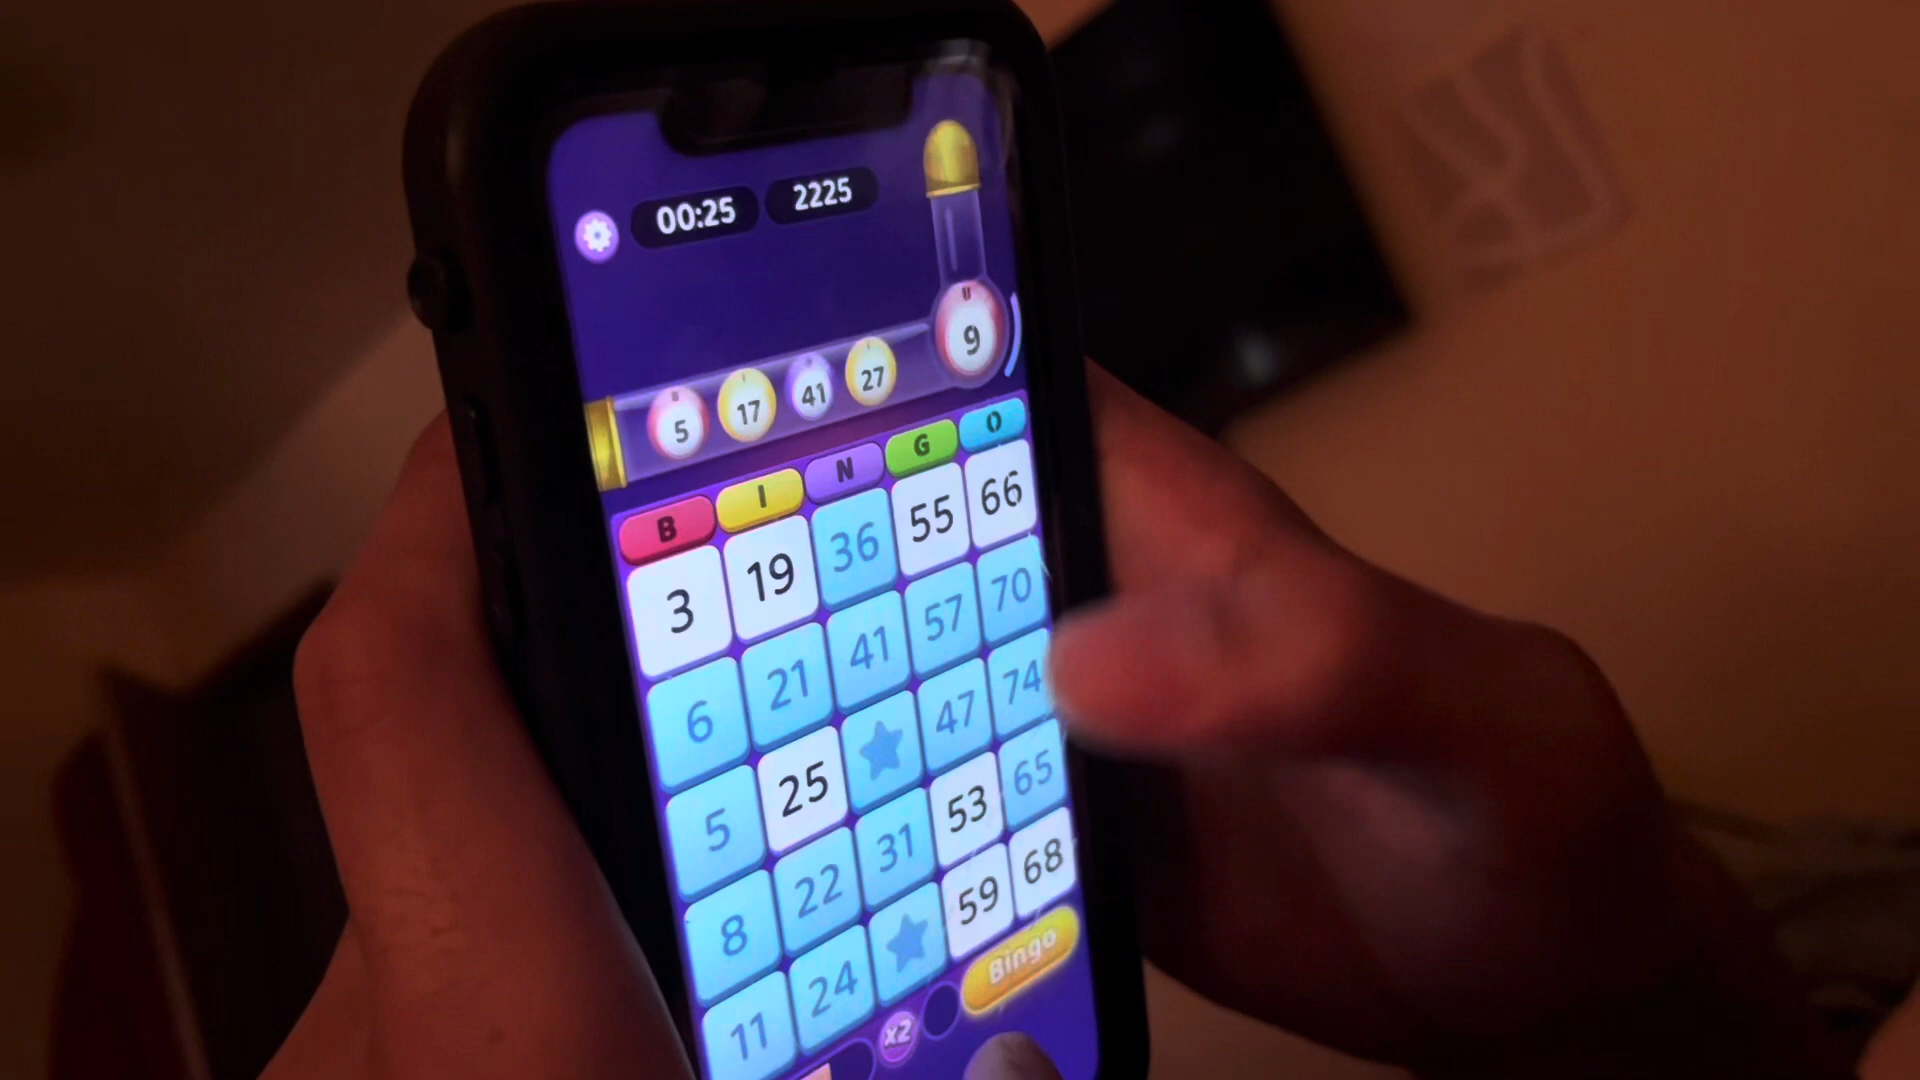 00:25 2225
5 17 41 27 9
B I N G O
3 19 36 55 66
6 21 41 57 70
5 25 47 74
8 22 31 53 65
11 24 59 68
Bingo
x2